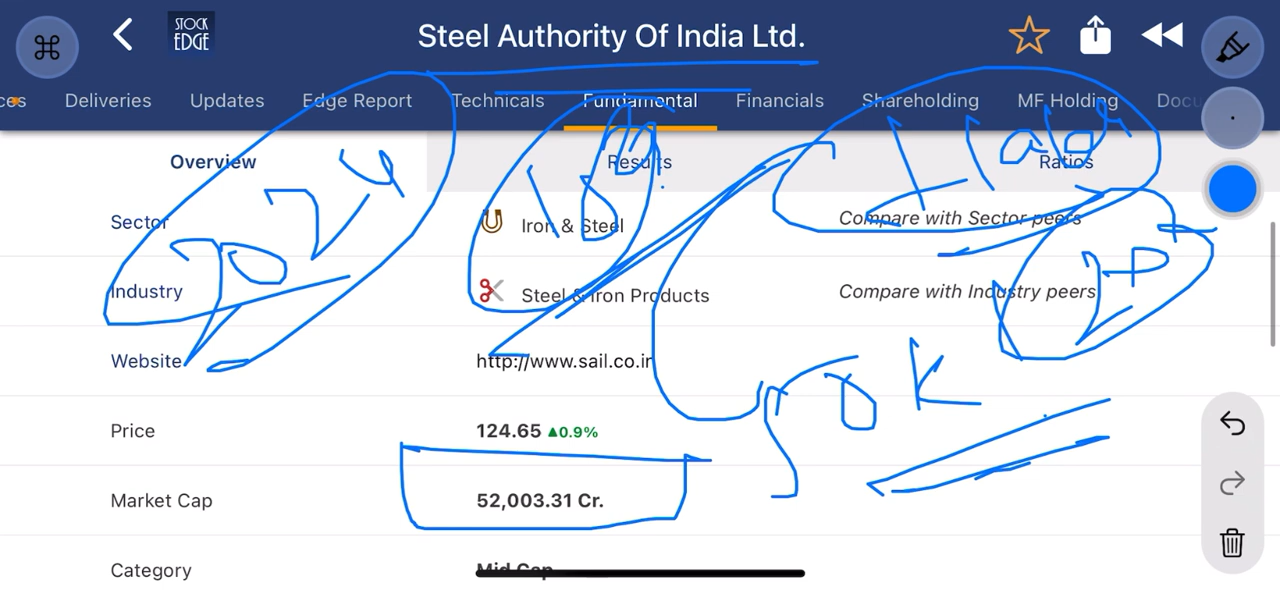 STOCK EDGE
Steel Authority Of India Ltd.
Deliveries Updates Edge Report Technicals Fundamental Financials Shareholding MF Holding
Overview Results Ratios
Sector Iron & Steel Compare with Sector peers
Industry Steel & Iron Products Compare with Industry peers
Website http://www.sail.co.in
Price 124.65 ▲0.9%
Market Cap 52,003.31 Cr.
Category Mid Cap